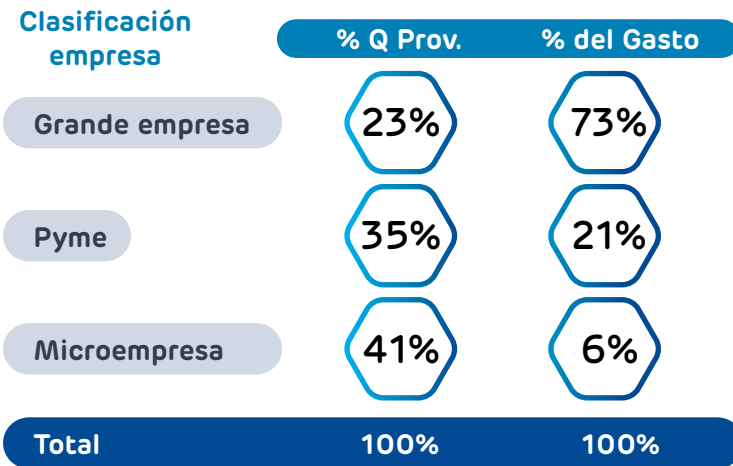 Clasificación
empresa
% Q Prov. % del Gasto
Grande empresa 23% 73%
Pyme 35% 21%
Microempresa 41% 6%
Total 100% 100%